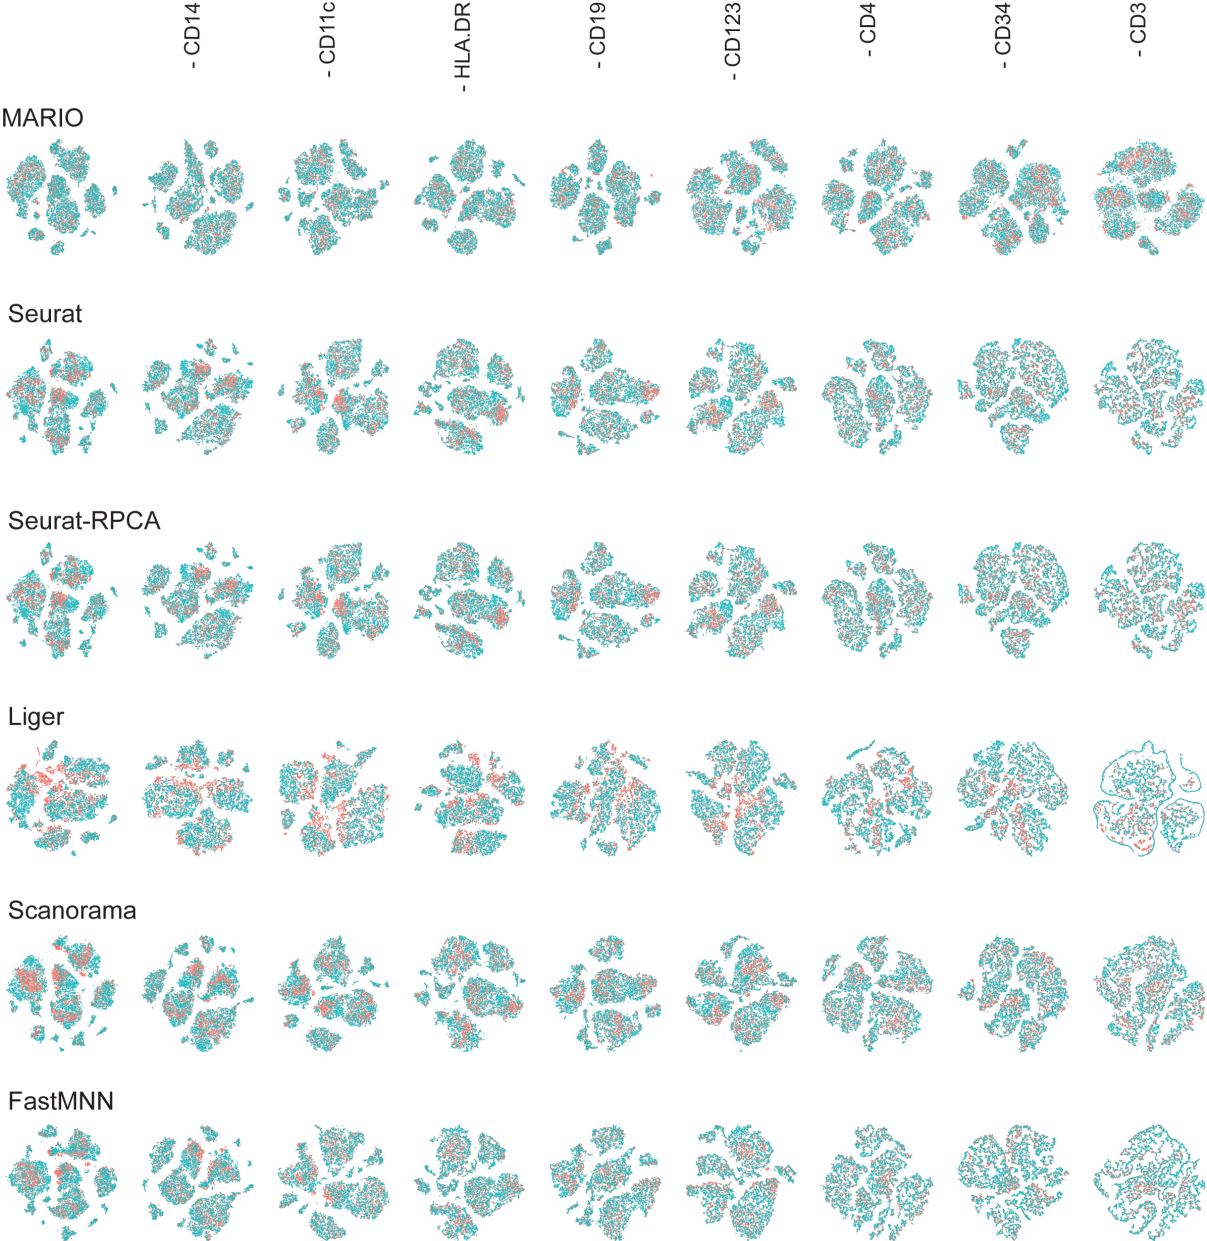 - CD14
- CD11c
- HLA.DR
- CD19
- CD123
- CD4
- CD34
- CD3
MARIO
Seurat
Seurat-RPCA
Liger
Scanorama
FastMNN